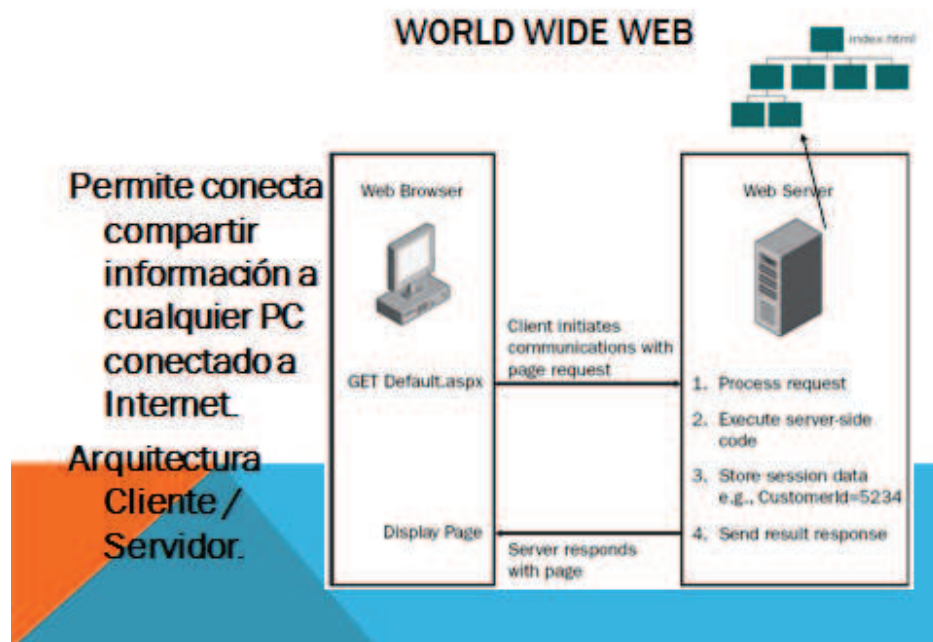 WORLD WIDE WEB
index.html
Permite conecta
compartir
información a
cualquier PC
conectado a
Internet.
Arquitectura
Cliente /
Servidor.
Web Browser
GET Default.aspx
Display Page
Client initiates
communications with
page request
Server responds
with page
Web Server
1. Process request
2. Execute server-side
code
3. Store session data
e.g., CustomerId=5234
4. Send result response